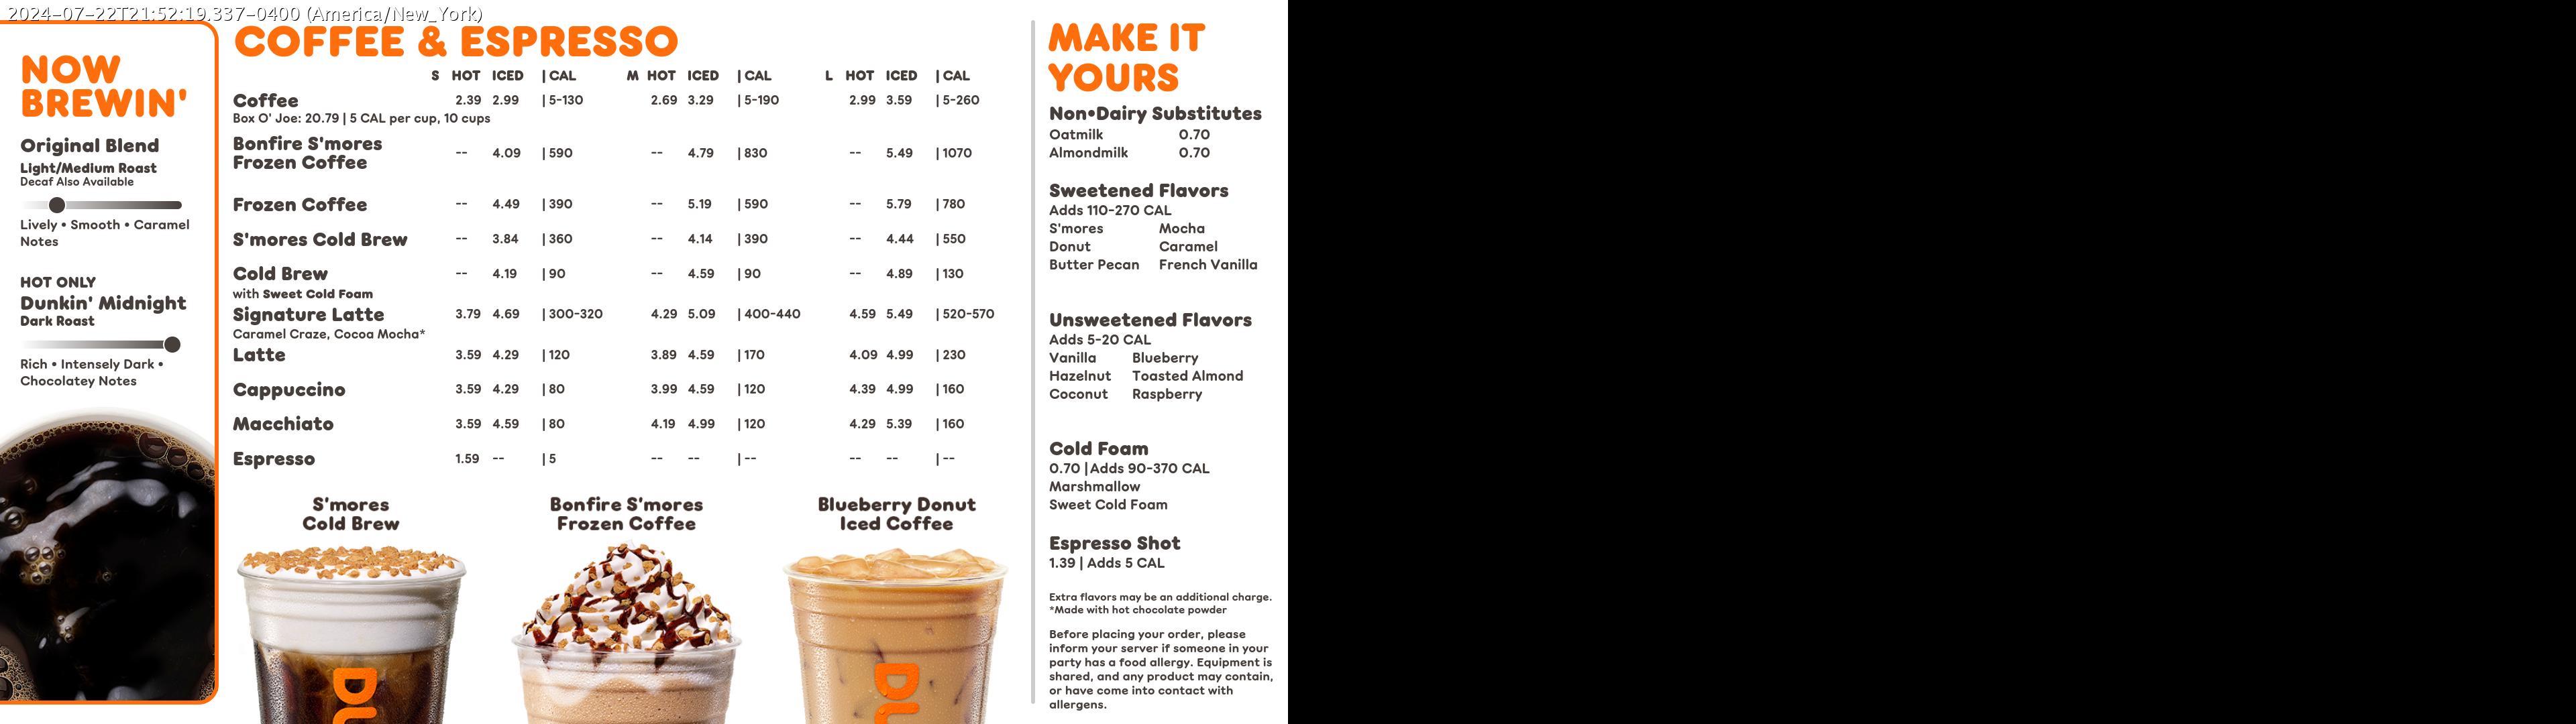 2024-07-22T21:52:19.337-0400 (America/New_York)
NOW
BREWIN'
Original Blend
Light/Medium Roast
Decaf Also Available
Lively • Smooth • Caramel
Notes
HOT ONLY
Dunkin' Midnight
Dark Roast
Rich • Intensely Dark •
Chocolatey Notes
COFFEE & ESPRESSO
S HOT ICED | CAL M HOT ICED | CAL L HOT ICED | CAL
Coffee 2.39 2.99 | 5-130 2.69 3.29 | 5-190 2.99 3.59 | 5-260
Box O' Joe: 20.79 | 5 CAL per cup, 10 cups
Bonfire S'mores
Frozen Coffee -- 4.09 | 590 -- 4.79 | 830 -- 5.49 | 1070
Frozen Coffee -- 4.49 | 390 -- 5.19 | 590 -- 5.79 | 780
S'mores Cold Brew -- 3.84 | 360 -- 4.14 | 390 -- 4.44 | 550
Cold Brew -- 4.19 | 90 -- 4.59 | 90 -- 4.89 | 130
with Sweet Cold Foam
Signature Latte 3.79 4.69 | 300-320 4.29 5.09 | 400-440 4.59 5.49 | 520-570
Caramel Craze, Cocoa Mocha*
Latte 3.59 4.29 | 120 3.89 4.59 | 170 4.09 4.99 | 230
Cappuccino 3.59 4.29 | 80 3.99 4.59 | 120 4.39 4.99 | 160
Macchiato 3.59 4.59 | 80 4.19 4.99 | 120 4.29 5.39 | 160
Espresso 1.59 -- | 5 -- -- | -- -- -- | --
S'mores
Cold Brew
Bonfire S'mores
Frozen Coffee
Blueberry Donut
Iced Coffee
DU
DU
MAKE IT
YOURS
Non•Dairy Substitutes
Oatmilk 0.70
Almondmilk 0.70
Sweetened Flavors
Adds 110-270 CAL
S'mores Mocha
Donut Caramel
Butter Pecan French Vanilla
Unsweetened Flavors
Adds 5-20 CAL
Vanilla Blueberry
Hazelnut Toasted Almond
Coconut Raspberry
Cold Foam
0.70 | Adds 90-370 CAL
Marshmallow
Sweet Cold Foam
Espresso Shot
1.39 | Adds 5 CAL
Extra flavors may be an additional charge.
*Made with hot chocolate powder
Before placing your order, please
inform your server if someone in your
party has a food allergy. Equipment is
shared, and any product may contain,
or have come into contact with
allergens.